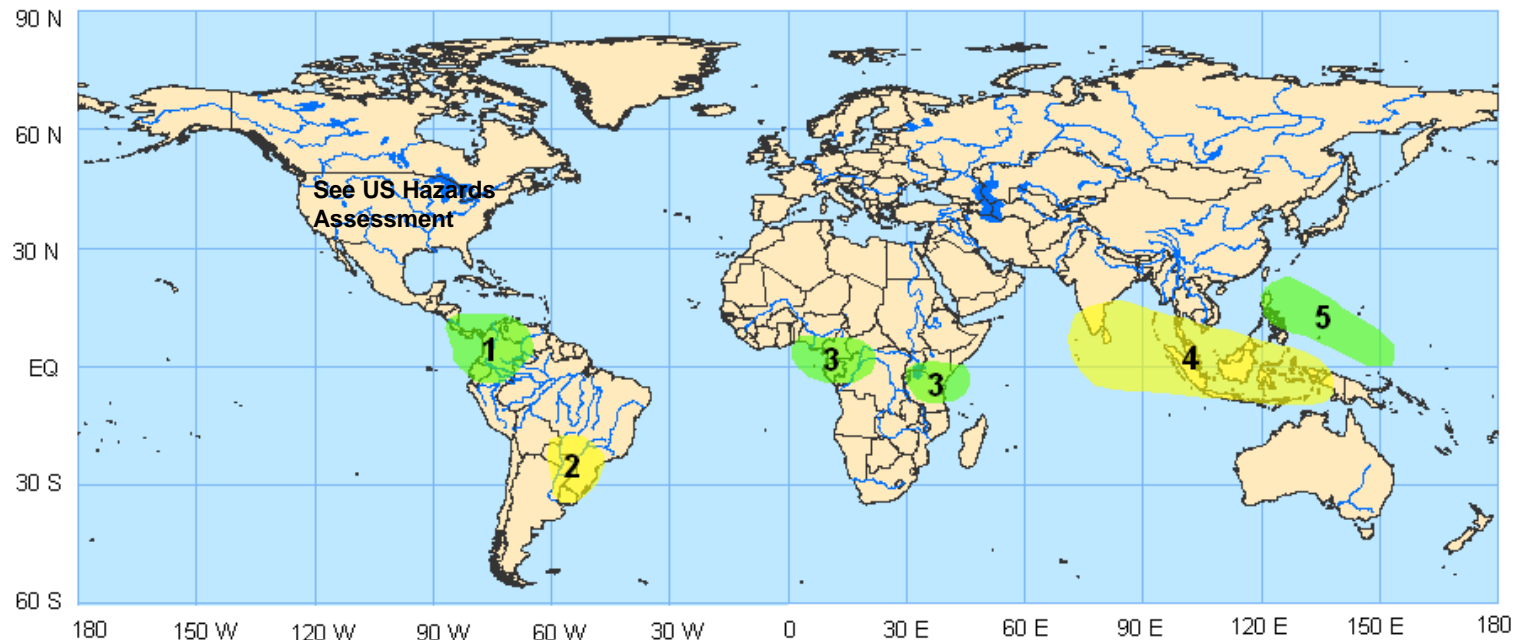 90 N
60 N
30 N
EQ
30 S
60 S
See US Hazards
Assessment
1
2
3
3
4
5
180
150 W
120 W
90 W
60 W
30 W
0
30 E
60 E
90 E
120 E
150 E
180